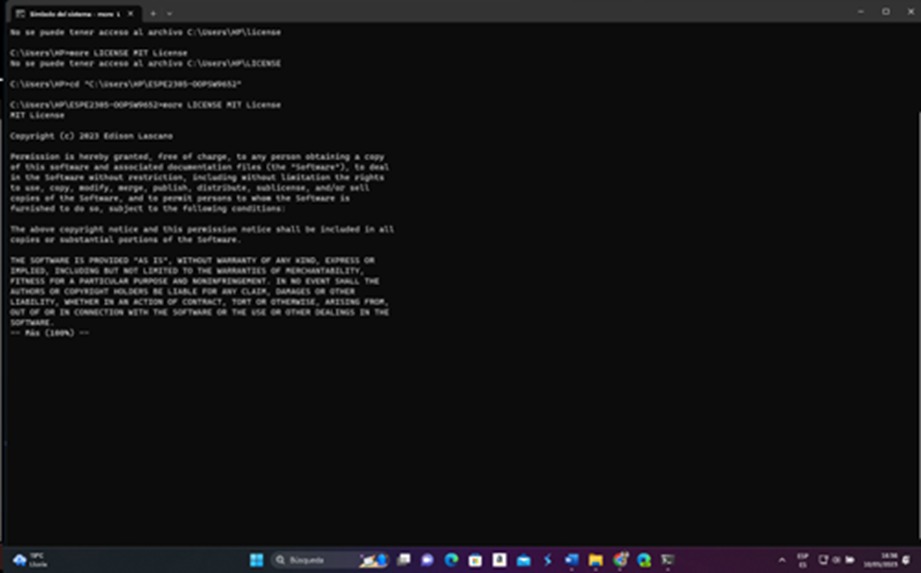 Símbolo del sistema - more L
No se puede tener acceso al archivo C:\Users\HP\license
C:\Users\HP>more LICENSE MIT License
No se puede tener acceso al archivo C:\Users\HP\LICENSE
C:\Users\HP>cd "C:\Users\HP\ESPE2305-OOPSW9652"
C:\Users\HP\ESPE2305-OOPSW9652>more LICENSE MIT License
MIT License
Copyright (c) 2023 Edison Lascano
Permission is hereby granted, free of charge, to any person obtaining a copy
of this software and associated documentation files (the "Software"), to deal
in the Software without restriction, including without limitation the rights
to use, copy, modify, merge, publish, distribute, sublicense, and/or sell
copies of the Software, and to permit persons to whom the Software is
furnished to do so, subject to the following conditions:
The above copyright notice and this permission notice shall be included in all
copies or substantial portions of the Software.
THE SOFTWARE IS PROVIDED "AS IS", WITHOUT WARRANTY OF ANY KIND, EXPRESS OR
IMPLIED, INCLUDING BUT NOT LIMITED TO THE WARRANTIES OF MERCHANTABILITY,
FITNESS FOR A PARTICULAR PURPOSE AND NONINFRINGEMENT. IN NO EVENT SHALL THE
AUTHORS OR COPYRIGHT HOLDERS BE LIABLE FOR ANY CLAIM, DAMAGES OR OTHER
LIABILITY, WHETHER IN AN ACTION OF CONTRACT, TORT OR OTHERWISE, ARISING FROM,
OUT OF OR IN CONNECTION WITH THE SOFTWARE OR THE USE OR OTHER DEALINGS IN THE
SOFTWARE.
-- Más (100%) --
Lluvia
Búsqueda
ESP
ES